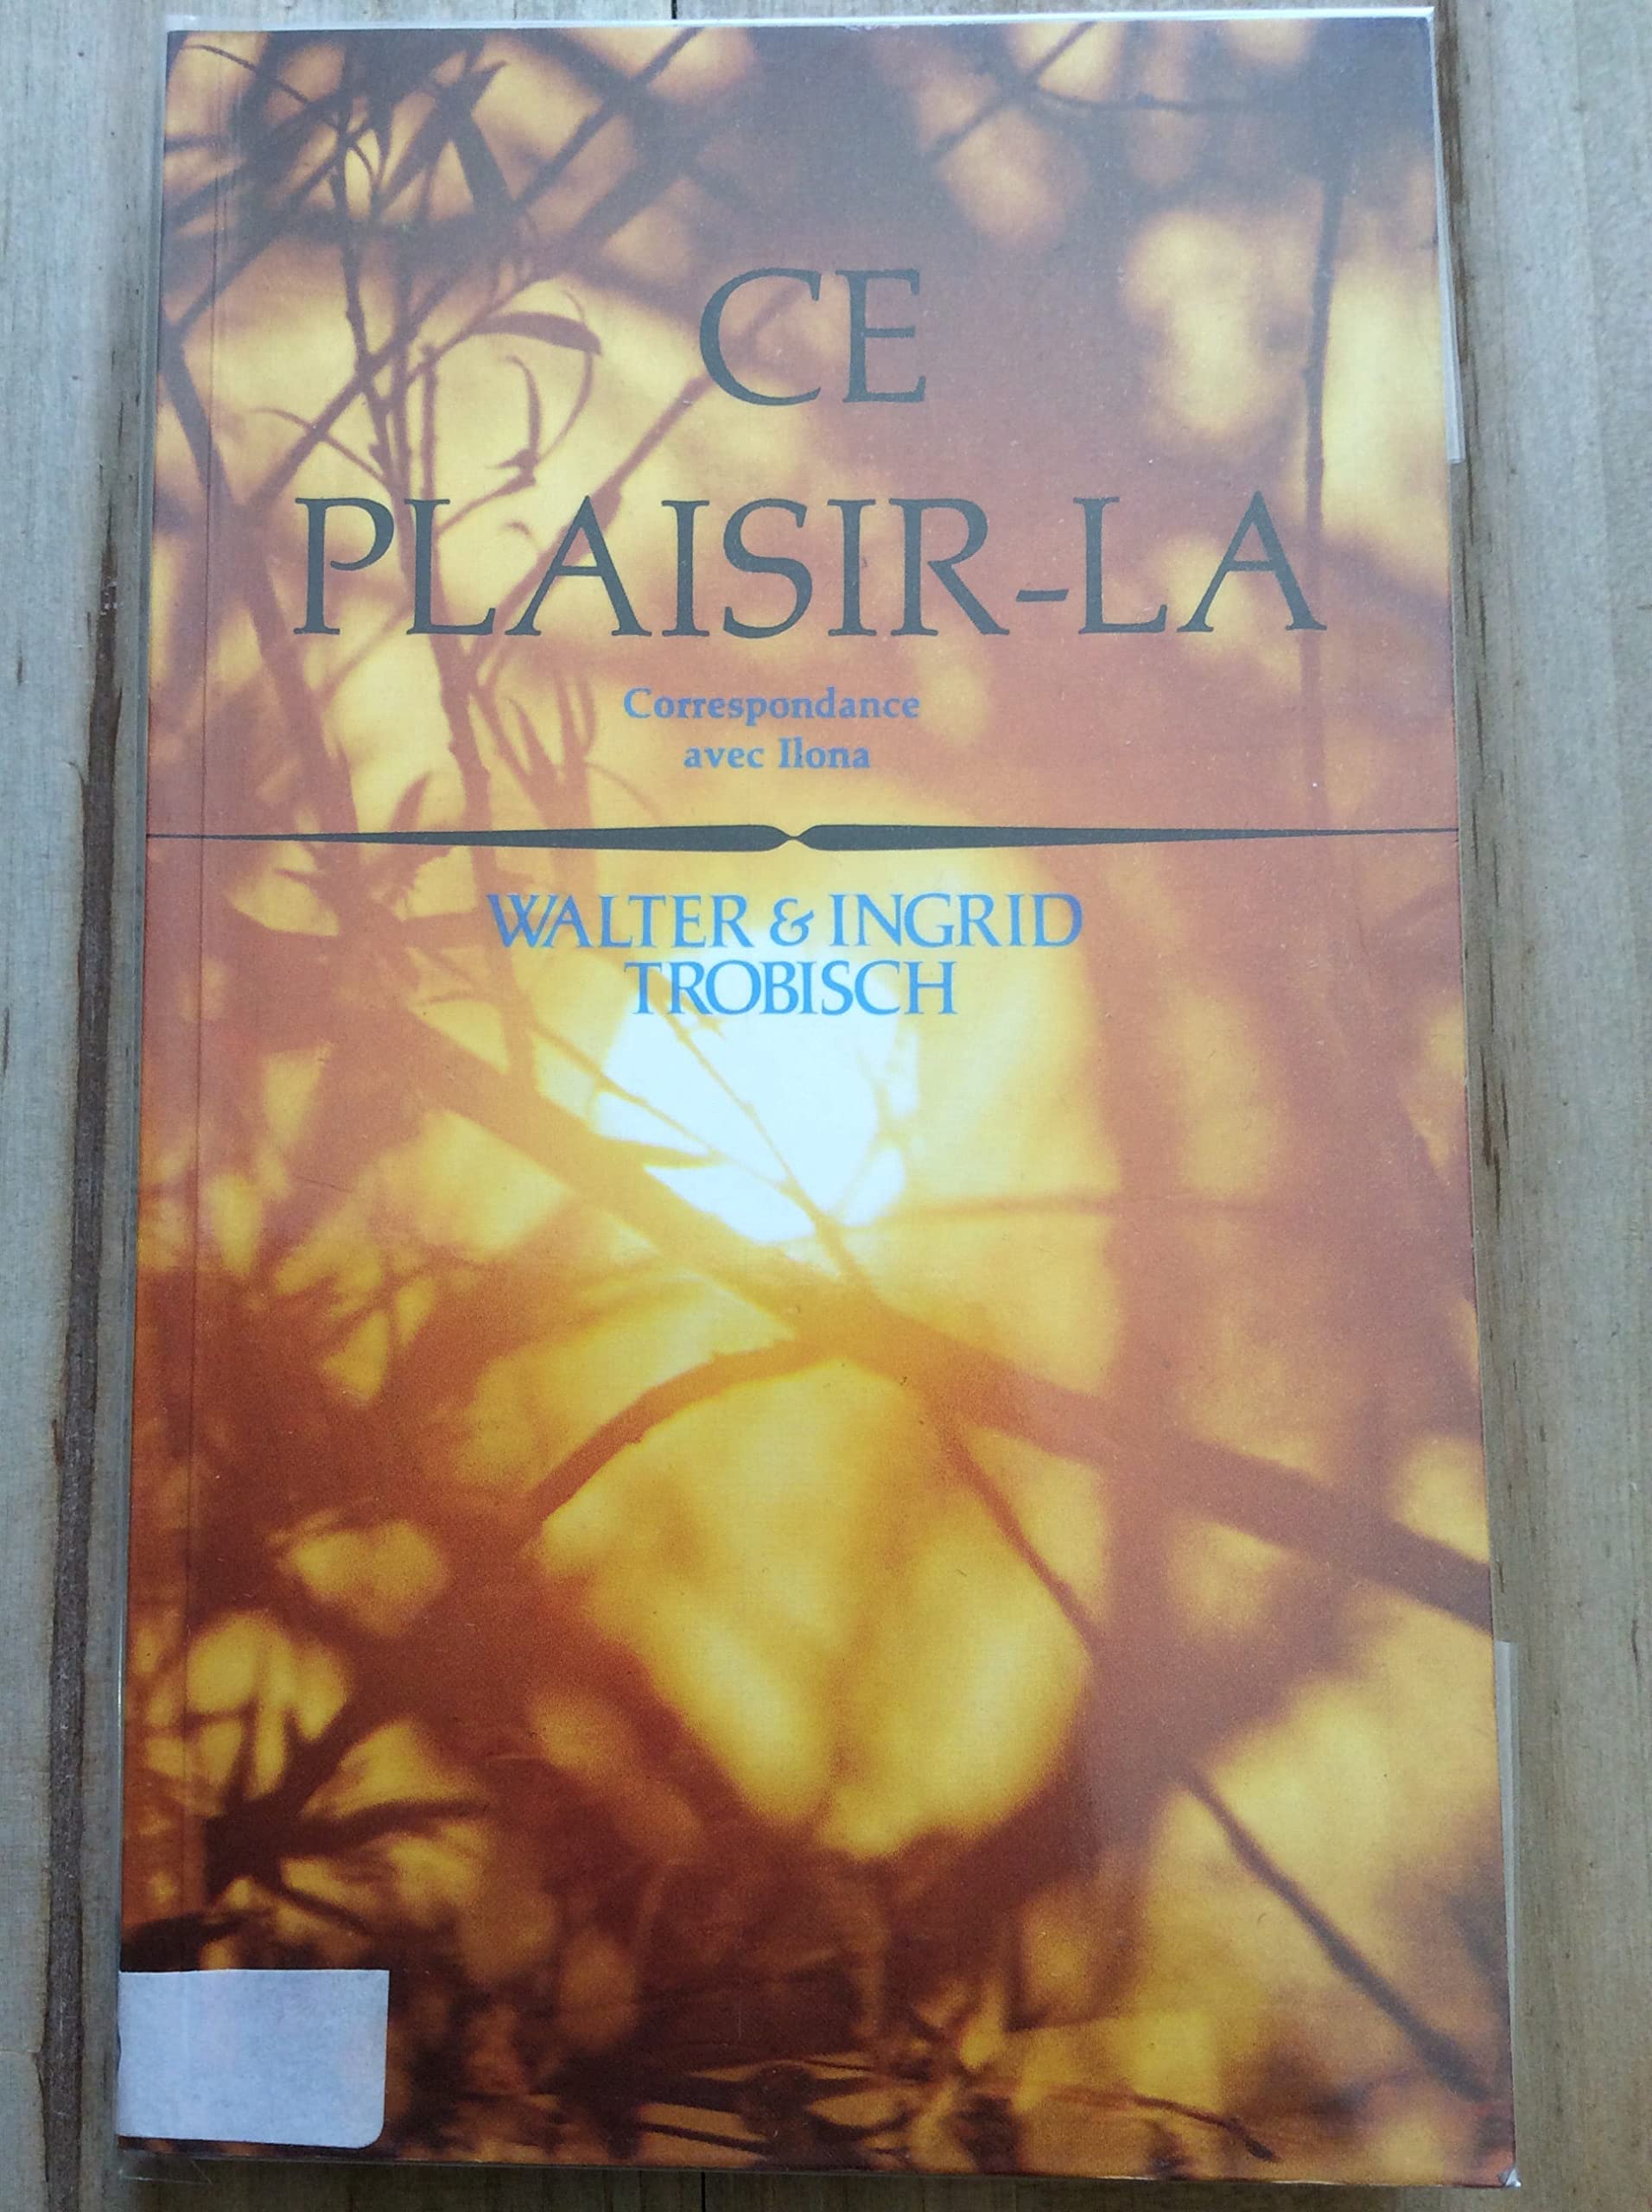 CE
PLAISIR-LA
Correspondance
avec Ilona
WALTER & INGRID
TROBISCH